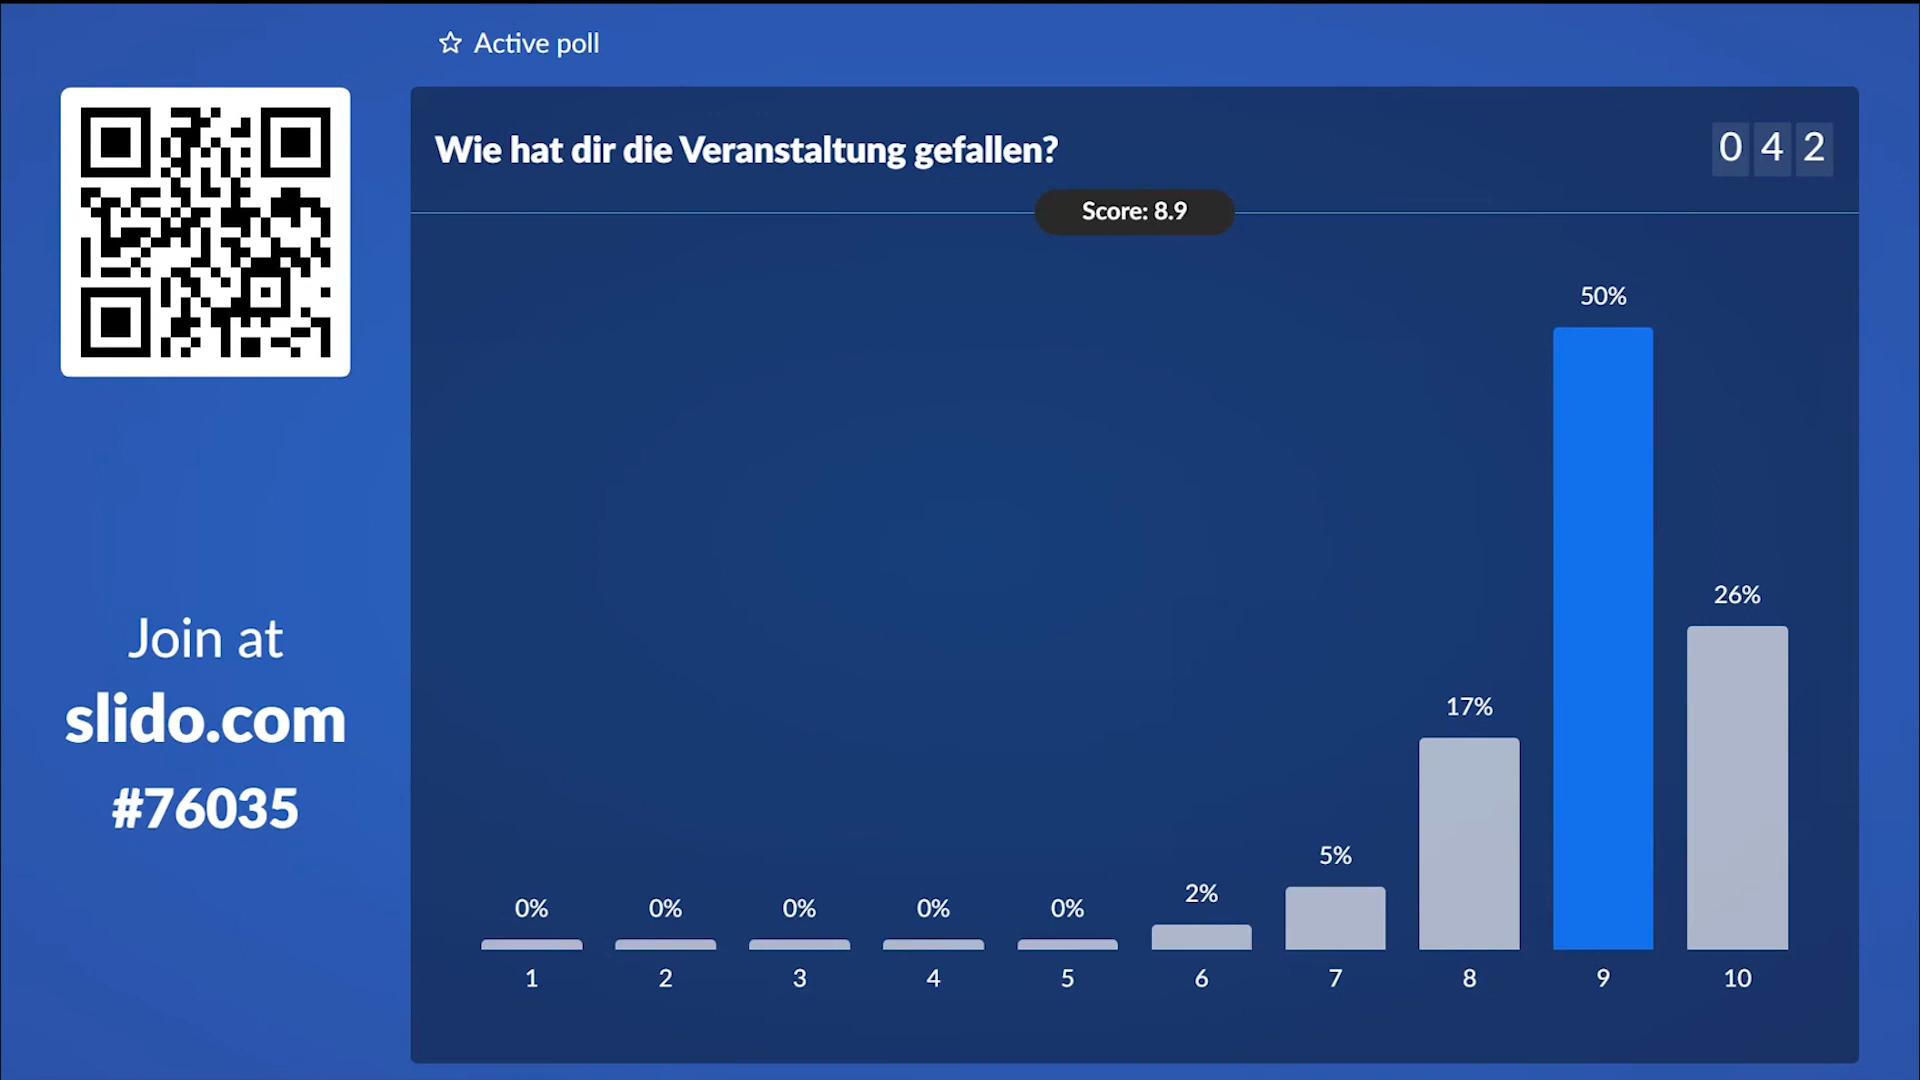 Active poll
Wie hat dir die Veranstaltung gefallen?
0 4 2
Score: 8.9
50%
26%
17%
5%
2%
0% 0% 0% 0% 0%
1 2 3 4 5 6 7 8 9 10
Join at
slido.com
#76035